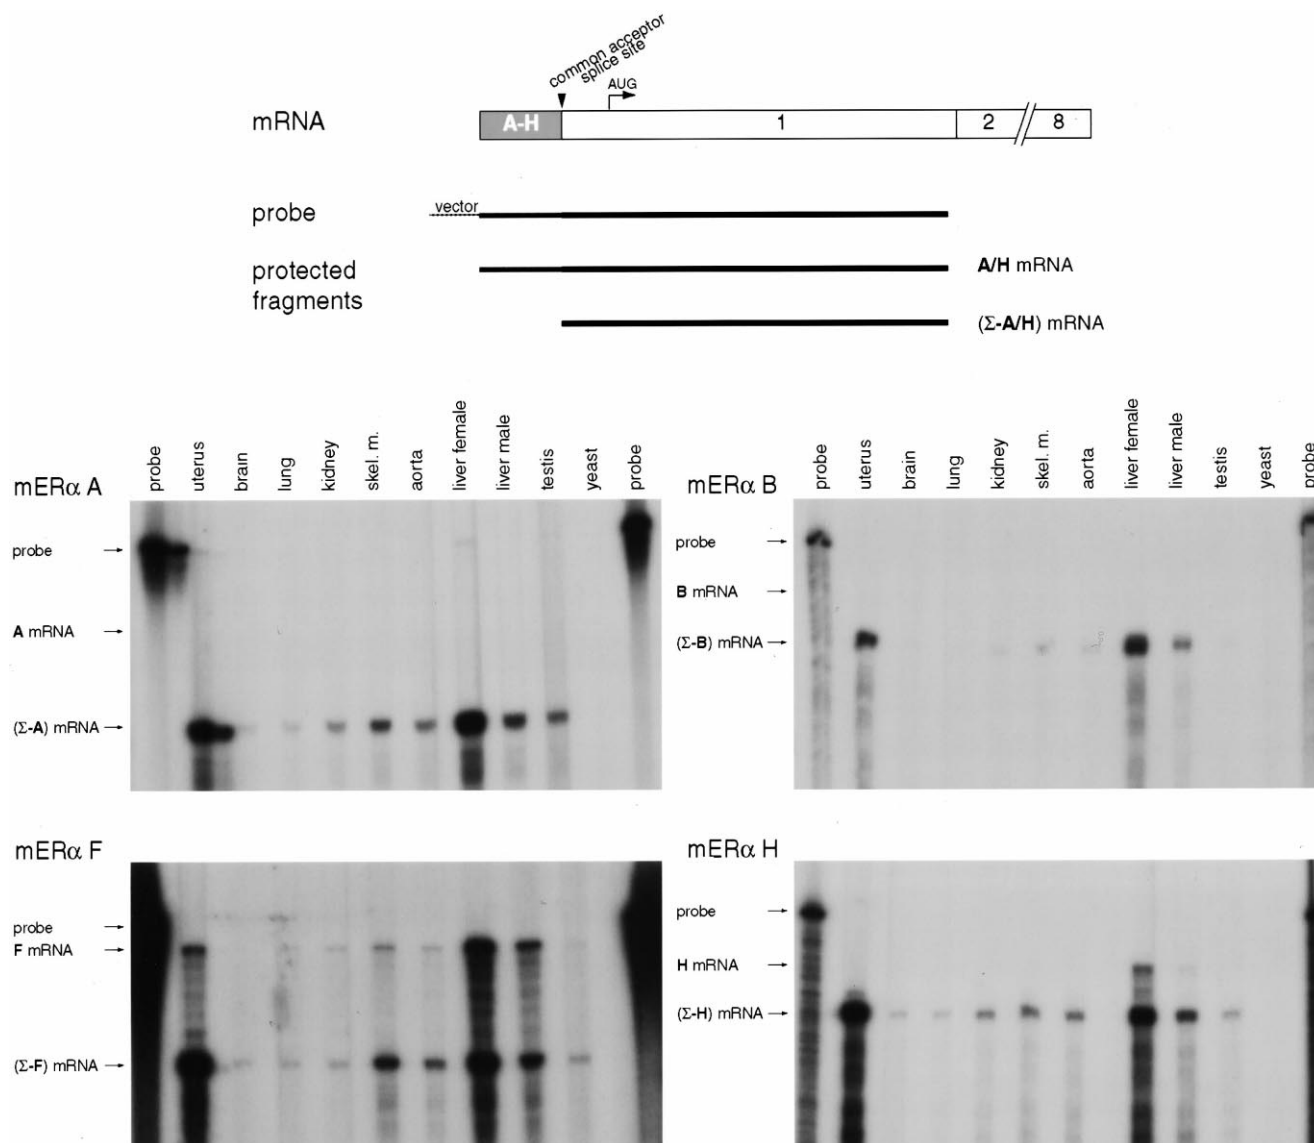 common acceptor
splice site
AUG
mRNA
A-H
1
2
8
probe
vector
protected
fragments
A/H mRNA
(Σ-A/H) mRNA
mERα A
probe
uterus
brain
lung
kidney
skel. m.
aorta
liver female
liver male
testis
yeast
probe
probe
A mRNA
(Σ-A) mRNA
mERα B
probe
uterus
brain
lung
kidney
skel. m.
aorta
liver female
liver male
testis
yeast
probe
probe
B mRNA
(Σ-B) mRNA
mERα F
probe
F mRNA
(Σ-F) mRNA
mERα H
probe
H mRNA
(Σ-H) mRNA